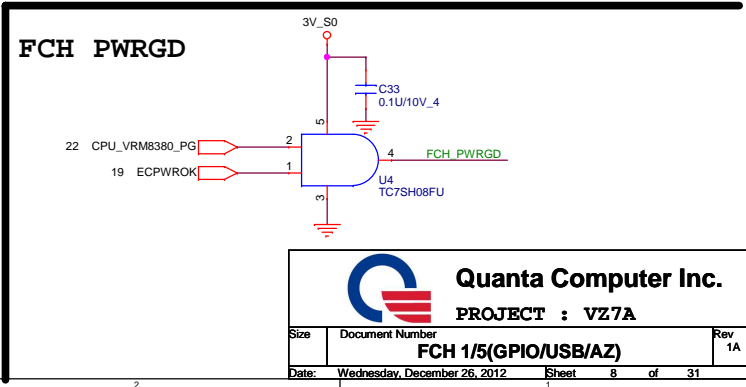 3V_S0
FCH PWRGD
C33
0.1U/10V_4
5
22 CPU_VRM8380_PG 2
4 FCH_PWRGD
19 ECPWROK 1
U4
TC7SH08FU
3
Quanta Computer Inc.
PROJECT : VZ7A
Size Document Number Rev
FCH 1/5(GPIO/USB/AZ) 1A
Date: Wednesday, December 26, 2012 Sheet 8 of 31
2 1